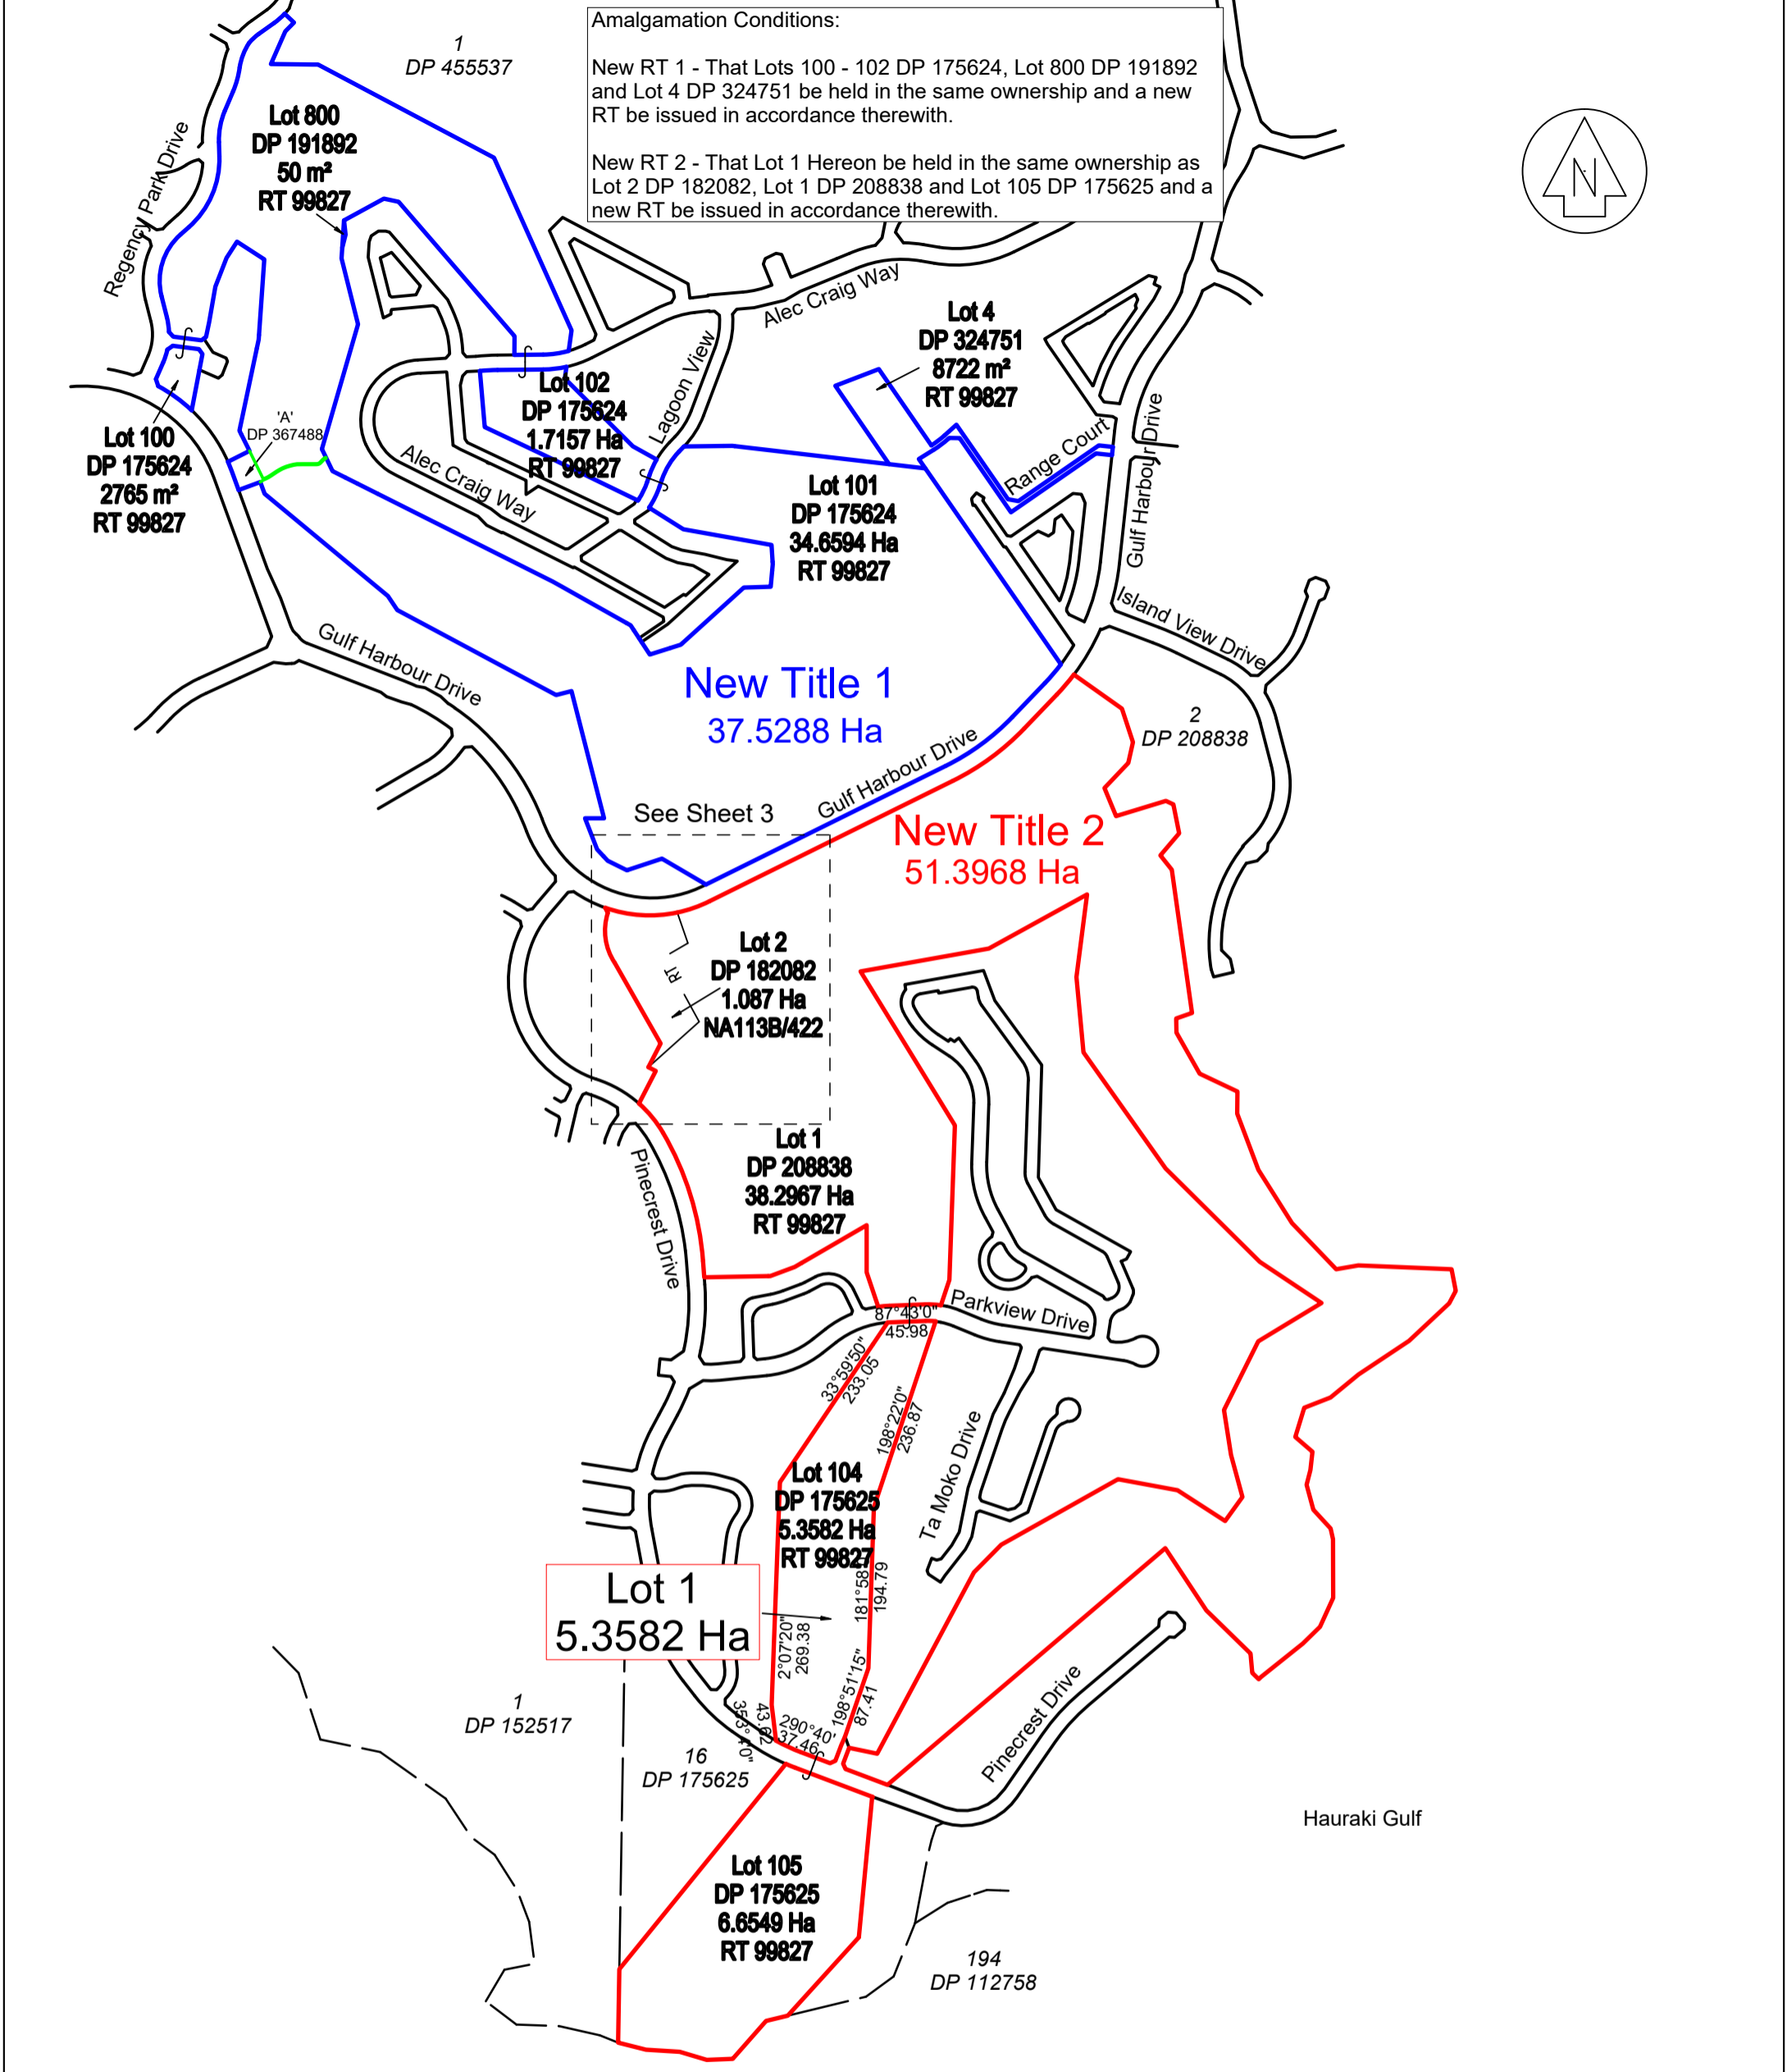 Amalgamation Conditions:
New RT 1 - That Lots 100 - 102 DP 175624, Lot 800 DP 191892
and Lot 4 DP 324751 be held in the same ownership and a new
RT be issued in accordance therewith.
New RT 2 - That Lot 1 Hereon be held in the same ownership as
Lot 2 DP 182082, Lot 1 DP 208838 and Lot 105 DP 175625 and a
new RT be issued in accordance therewith.
1
DP 455537
N
Lot 800
DP 191892
50 m²
RT 99827
Regency Park Drive
Alec Craig Way
Lot 4
DP 324751
8722 m²
RT 99827
Lagoon View
Lot 102
DP 175624
1.7157 Ha
RT 99827
'A'
DP 367488
Lot 100
DP 175624
2765 m²
RT 99827
Alec Craig Way
Range Court
Gulf Harbour Drive
Lot 101
DP 175624
34.6594 Ha
RT 99827
Island View Drive
Gulf Harbour Drive
New Title 1
37.5288 Ha
2
DP 208838
Gulf Harbour Drive
See Sheet 3
New Title 2
51.3968 Ha
Lot 2
DP 182082
1.087 Ha
NA113B/422
RT
Lot 1
DP 208838
38.2967 Ha
RT 99827
Pinecrest Drive
Parkview Drive
87°43'0"
45.98
33°59'50"
233.05
198°22'0"
236.87
Ta Moko Drive
Lot 104
DP 175625
5.3582 Ha
RT 99827
Lot 1
5.3582 Ha
194.79
2°07'20"
269.38
198°51'15"
87.41
290°40'
37.46
1
DP 152517
16
DP 175625
Pinecrest Drive
Hauraki Gulf
Lot 105
DP 175625
6.6549 Ha
RT 99827
194
DP 112758